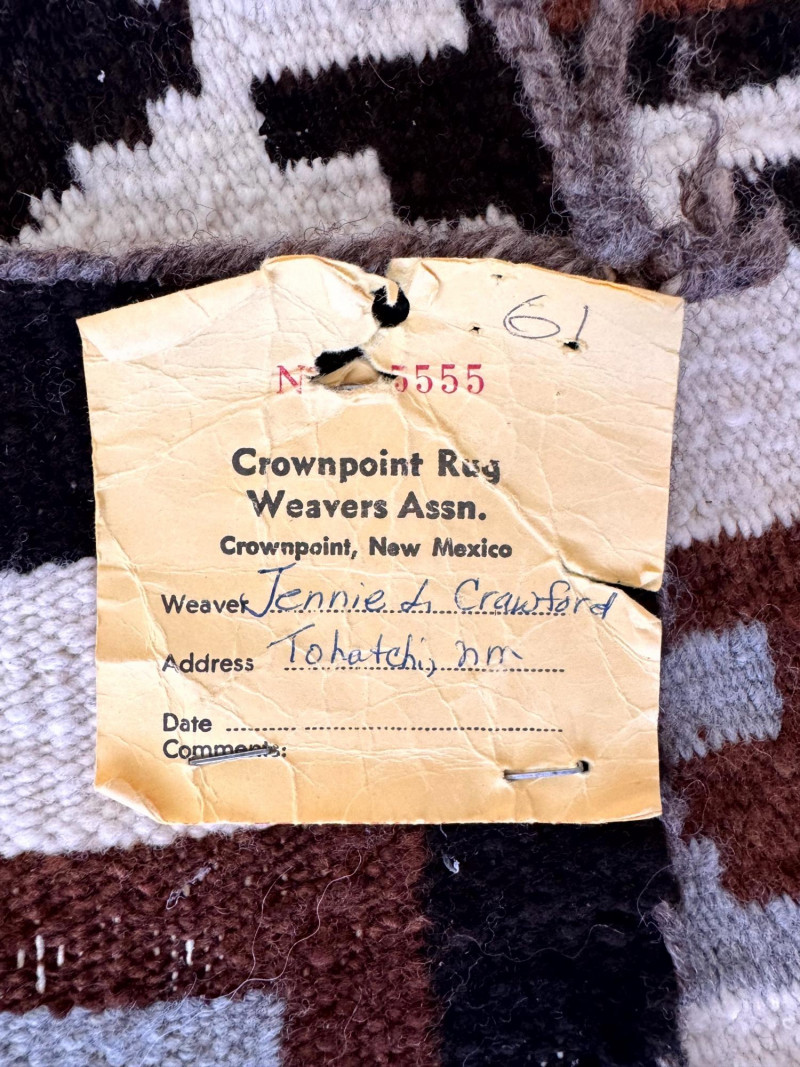 61
Nº 5555
Crownpoint Rug
Weavers Assn.
Crownpoint, New Mexico
Weaver Jennie L. Crawford
Address Tohatchi, nm
Date
Comments: